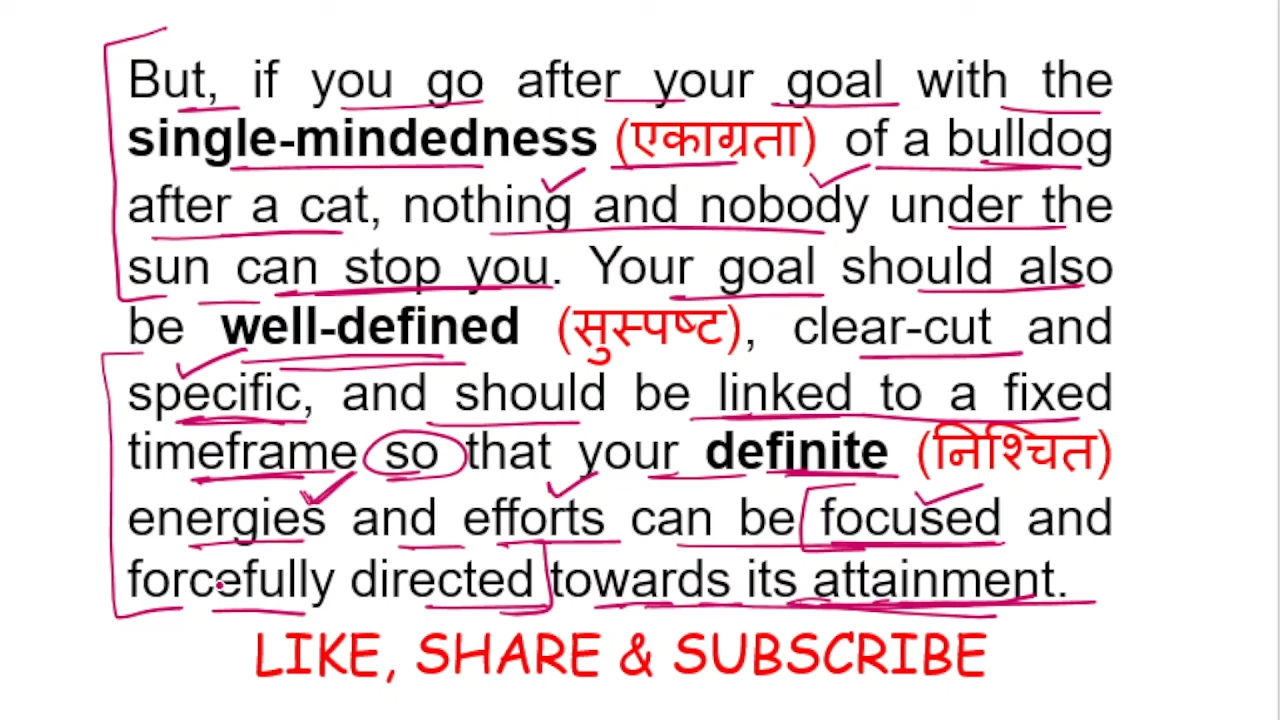 But, if you go after your goal with the
single-mindedness (एकाग्रता) of a bulldog
after a cat, nothing and nobody under the
sun can stop you. Your goal should also
be well-defined (सुस्पष्ट), clear-cut and
specific, and should be linked to a fixed
timeframe so that your definite (निश्चित)
energies and efforts can be focused and
forcefully directed towards its attainment.
LIKE, SHARE & SUBSCRIBE